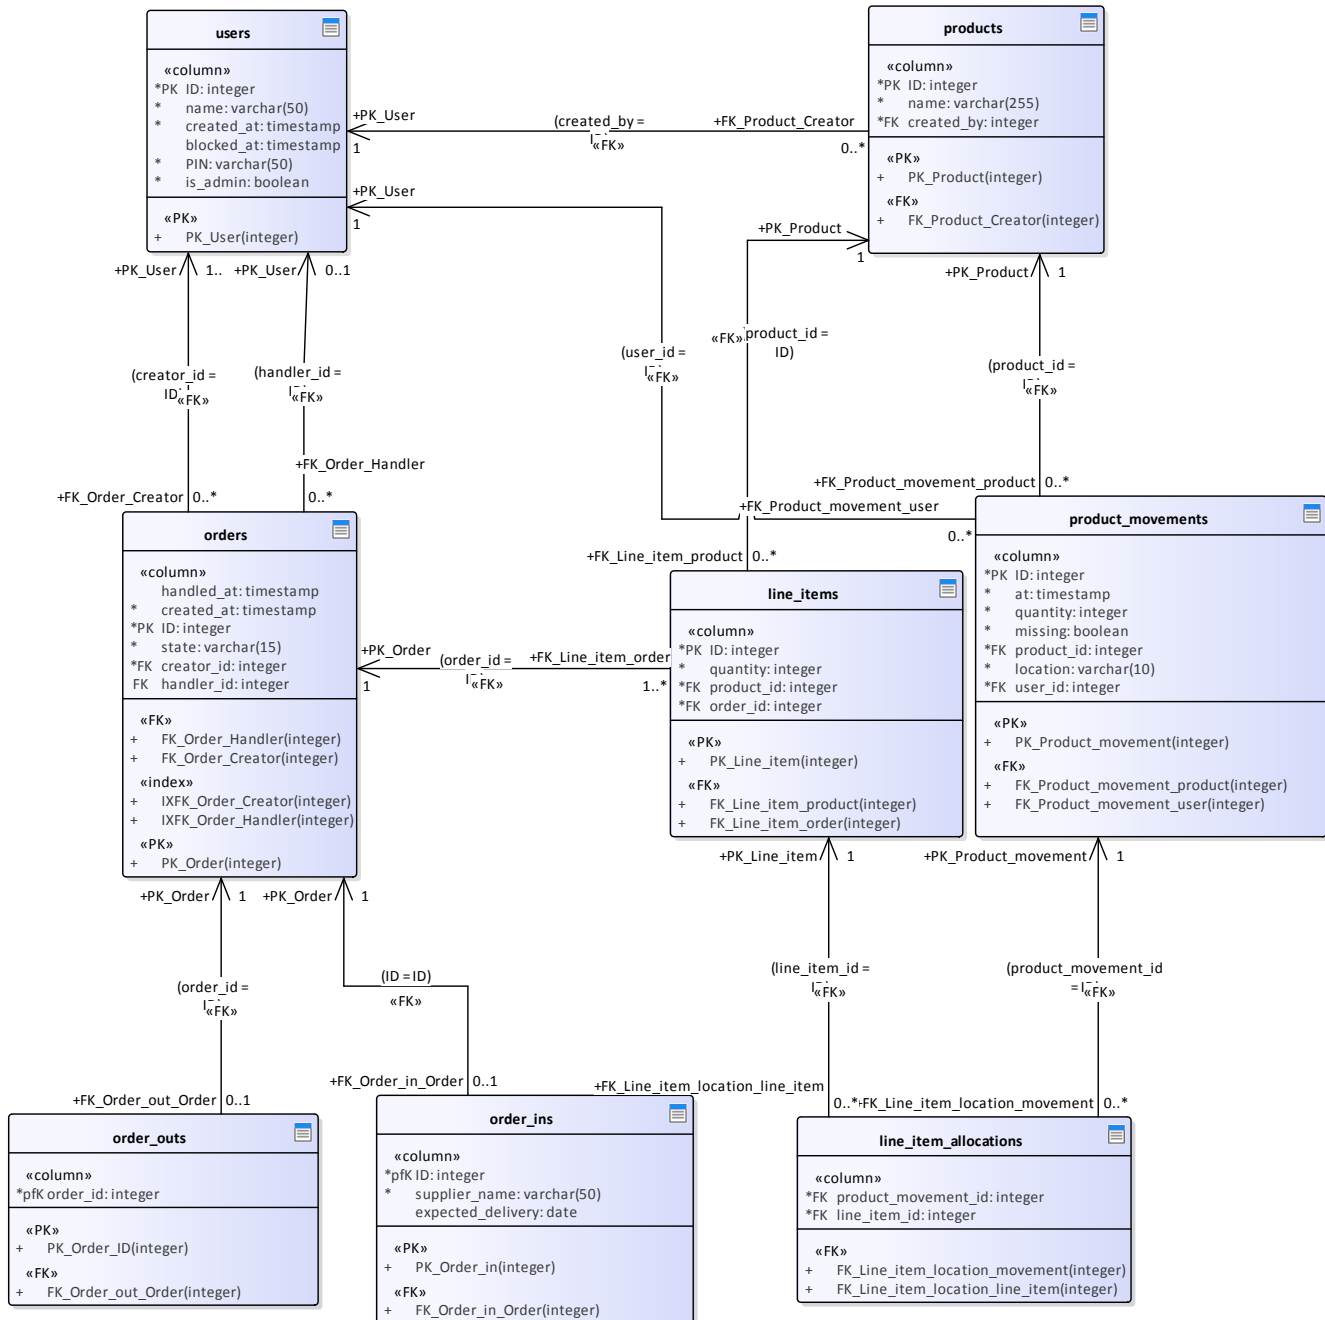 users
«column»
*PK ID: integer
* name: varchar(50)
* created_at: timestamp
blocked_at: timestamp
* PIN: varchar(50)
* is_admin: boolean
«PK»
+ PK_User(integer)
products
«column»
*PK ID: integer
* name: varchar(255)
*FK created_by: integer
«PK»
+ PK_Product(integer)
«FK»
+ FK_Product_Creator(integer)
+PK_User
1
(created_by =
«FK»
+FK_Product_Creator
0..*
+PK_User
1
+PK_Product
1
+PK_User
1..
+PK_User
0..1
+PK_Product
1
(creator_id =
ID
«FK»
(handler_id =
«FK»
(user_id =
«FK»
«FK»
product_id =
ID)
(product_id =
«FK»
+FK_Order_Creator
0..*
+FK_Order_Handler
0..*
+FK_Product_movement_product
0..*
+FK_Product_movement_user
0..*
+FK_Line_item_product
0..*
orders
«column»
handled_at: timestamp
* created_at: timestamp
*PK ID: integer
* state: varchar(15)
*FK creator_id: integer
FK handler_id: integer
«FK»
+ FK_Order_Handler(integer)
+ FK_Order_Creator(integer)
«index»
+ IXFK_Order_Creator(integer)
+ IXFK_Order_Handler(integer)
«PK»
+ PK_Order(integer)
+PK_Order
1
(order_id =
«FK»
+FK_Line_item_order
1..*
line_items
«column»
*PK ID: integer
* quantity: integer
*FK product_id: integer
*FK order_id: integer
«PK»
+ PK_Line_item(integer)
«FK»
+ FK_Line_item_product(integer)
+ FK_Line_item_order(integer)
product_movements
«column»
*PK ID: integer
* at: timestamp
* quantity: integer
* missing: boolean
*FK product_id: integer
* location: varchar(10)
*FK user_id: integer
«PK»
+ PK_Product_movement(integer)
«FK»
+ FK_Product_movement_product(integer)
+ FK_Product_movement_user(integer)
+PK_Order
1
+PK_Order
1
+PK_Line_item
1
+PK_Product_movement
1
(order_id =
«FK»
(ID = ID)
«FK»
(line_item_id =
«FK»
(product_movement_id
«FK»
+FK_Order_out_Order
0..1
+FK_Order_in_Order
0..1
+FK_Line_item_location_line_item
0..*
+FK_Line_item_location_movement
0..*
order_outs
«column»
*pfK order_id: integer
«PK»
+ PK_Order_ID(integer)
«FK»
+ FK_Order_out_Order(integer)
order_ins
«column»
*pfK ID: integer
* supplier_name: varchar(50)
expected_delivery: date
«PK»
+ PK_Order_in(integer)
«FK»
+ FK_Order_in_Order(integer)
line_item_allocations
«column»
*FK product_movement_id: integer
*FK line_item_id: integer
«FK»
+ FK_Line_item_location_movement(integer)
+ FK_Line_item_location_line_item(integer)